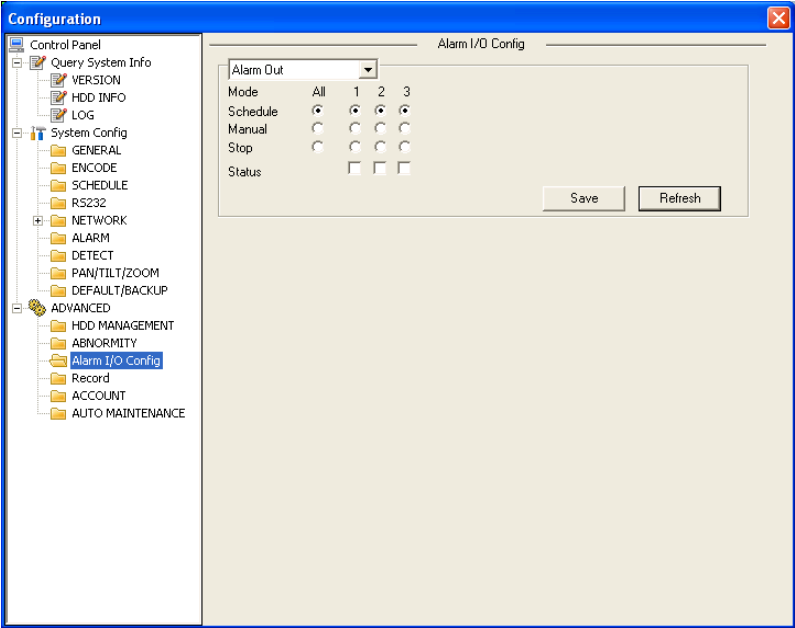 Configuration
Control Panel
Query System Info
VERSION
HDD INFO
LOG
System Config
GENERAL
ENCODE
SCHEDULE
RS232
NETWORK
ALARM
DETECT
PAN/TILT/ZOOM
DEFAULT/BACKUP
ADVANCED
HDD MANAGEMENT
ABNORMITY
Alarm I/O Config
Record
ACCOUNT
AUTO MAINTENANCE
Alarm I/O Config
Alarm Out
Mode All 1 2 3
Schedule
Manual
Stop
Status
Save Refresh